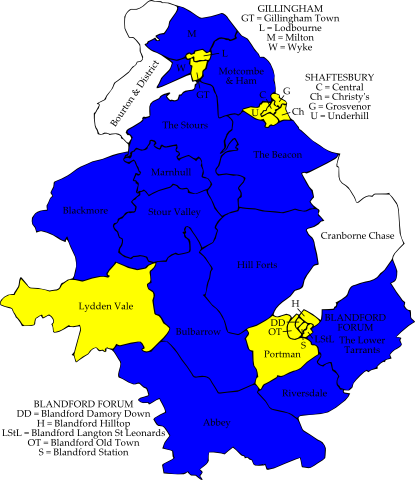 GILLINGHAM
GT = Gillingham Town
L = Lodbourne
M = Milton
W = Wyke
M
L
W
Motcombe
& Ham
GT
Bourton & District
SHAFTESBURY
C = Central
Ch = Christy's
G = Grosvenor
U = Underhill
G
C
U
Ch
The Stours
The Beacon
Marnhull
Blackmore
Stour Valley
Cranborne Chase
Hill Forts
Lydden Vale
H
BLANDFORD
FORUM
DD
OT
LStL
The Lower
Tarrants
S
Bulbarrow
Portman
Riversdale
Abbey
BLANDFORD FORUM
DD = Blandford Damory Down
H = Blandford Hilltop
LStL = Blandford Langton St Leonards
OT = Blandford Old Town
S = Blandford Station